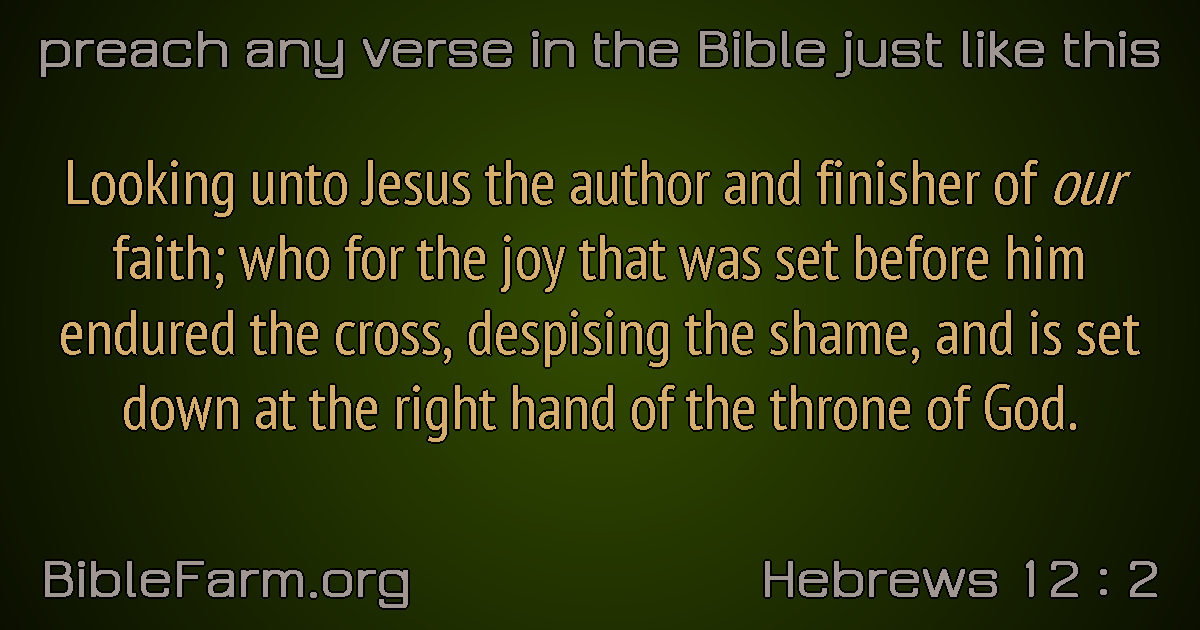 preach any verse in the Bible just like this
Looking unto Jesus the author and finisher of our
faith; who for the joy that was set before him
endured the cross, despising the shame, and is set
down at the right hand of the throne of God.
BibleFarm.org
Hebrews 12 : 2